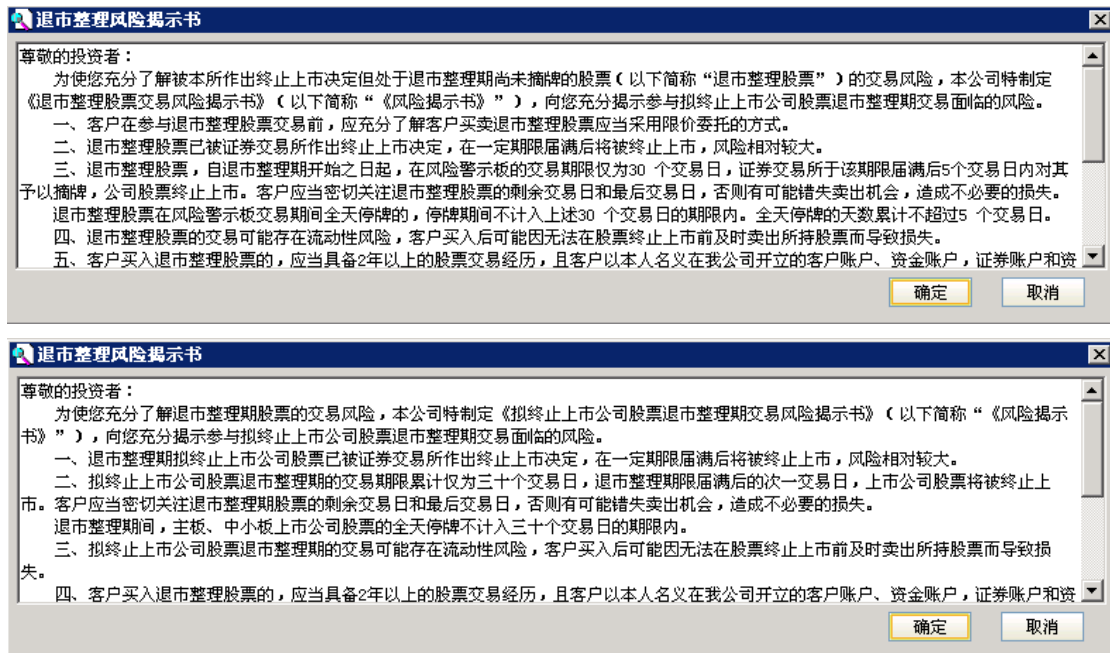 退市整理风险揭示书
尊敬的投资者：
为使您充分了解被本所作出终止上市决定但处于退市整理期尚未摘牌的股票(以下简称“退市整理股票”)的交易风险，本公司特制定
《退市整理股票交易风险揭示书》(以下简称“《风险揭示书》”)，向您充分揭示参与拟终止上市公司股票退市整理期交易面临的风险。
一、客户在参与退市整理股票交易前，应充分了解客户买卖退市整理股票应当采用限价委托的方式。
二、退市整理股票已被证券交易所作出终止上市决定，在一定期限届满后将被终止上市，风险相对较大。
三、退市整理股票，自退市整理期开始之日起，在风险警示板的交易期限仅为30 个交易日，证券交易所于该期限届满后5个交易日内对其
予以摘牌，公司股票终止上市。客户应当密切关注退市整理股票的剩余交易日和最后交易日，否则有可能错失卖出机会，造成不必要的损失。
退市整理股票在风险警示板交易期间全天停牌的，停牌期间不计入上述30 个交易日的期限内。全天停牌的天数累计不超过5 个交易日。
四、退市整理股票的交易可能存在流动性风险，客户买入后可能因无法在股票终止上市前及时卖出所持股票而导致损失。
五、客户买入退市整理股票的，应当具备2年以上的股票交易经历，且客户以本人名义在我公司开立的客户账户、资金账户，证券账户和资
确定 取消
退市整理风险揭示书
尊敬的投资者：
为使您充分了解退市整理期股票的交易风险，本公司特制定《拟终止上市公司股票退市整理期交易风险揭示书》(以下简称“《风险揭示
书》”)，向您充分揭示参与拟终止上市公司股票退市整理期交易面临的风险。
一、退市整理期拟终止上市公司股票已被证券交易所作出终止上市决定，在一定期限届满后将被终止上市，风险相对较大。
二、拟终止上市公司股票退市整理期的交易期限累计仅为三十个交易日，退市整理期限届满后的次一交易日，上市公司股票将被终止上
市。客户应当密切关注退市整理期股票的剩余交易日和最后交易日，否则有可能错失卖出机会，造成不必要的损失。
退市整理期间，主板、中小板上市公司股票的全天停牌不计入三十个交易日的期限内。
三、拟终止上市公司股票退市整理期的交易可能存在流动性风险，客户买入后可能因无法在股票终止上市前及时卖出所持股票而导致损
失。
四、客户买入退市整理股票的，应当具备2年以上的股票交易经历，且客户以本人名义在我公司开立的客户账户、资金账户，证券账户和资
确定 取消